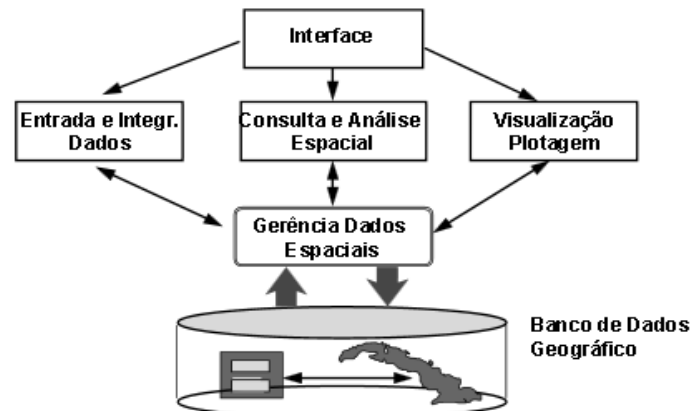 Interface
Entrada e Integr.
Dados
Consulta e Análise
Espacial
Visualização
Plotagem
Gerência Dados
Espaciais
Banco de Dados
Geográfico